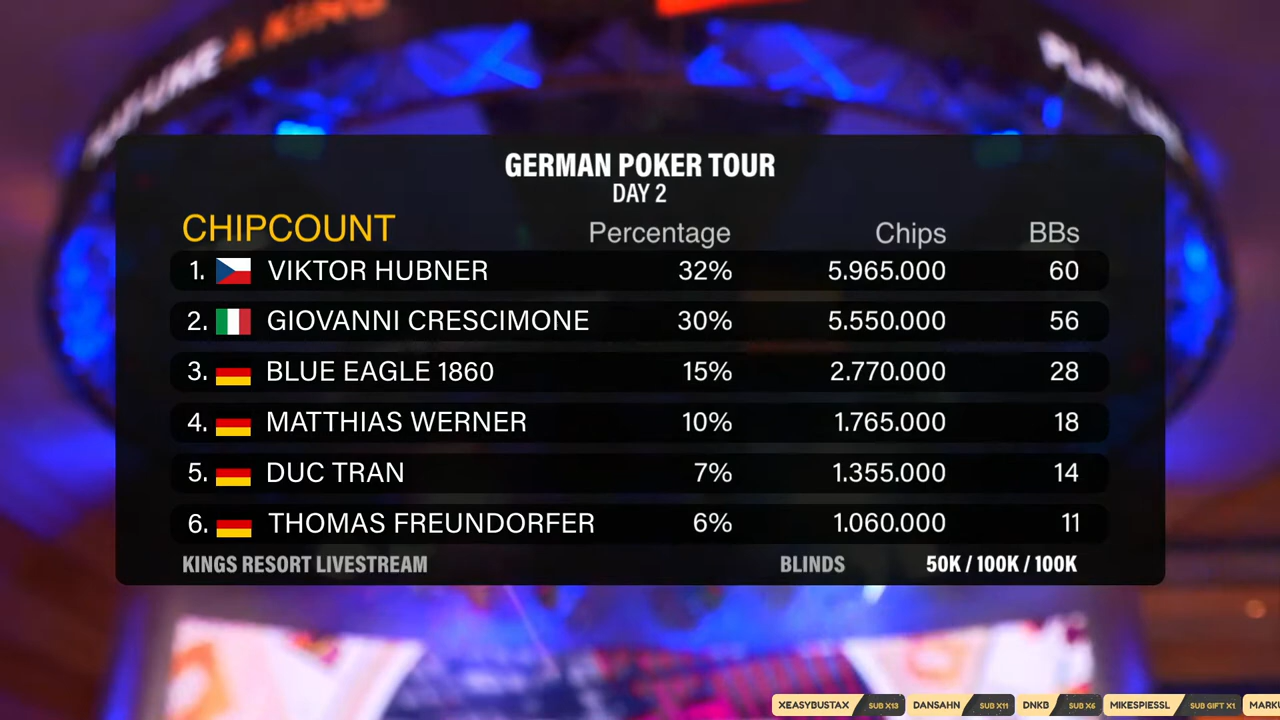 A KING
GERMAN POKER TOUR
DAY 2
CHIPCOUNT Percentage Chips BBs
1. VIKTOR HUBNER 32% 5.965.000 60
2. GIOVANNI CRESCIMONE 30% 5.550.000 56
3. BLUE EAGLE 1860 15% 2.770.000 28
4. MATTHIAS WERNER 10% 1.765.000 18
5. DUC TRAN 7% 1.355.000 14
6. THOMAS FREUNDORFER 6% 1.060.000 11
KINGS RESORT LIVESTREAM BLINDS 50K / 100K / 100K
XEASYBUSTAX SUB X13 DANSAHN SUB X11 DNKB SUB X6 MIKESPIESSL SUB GIFT X1